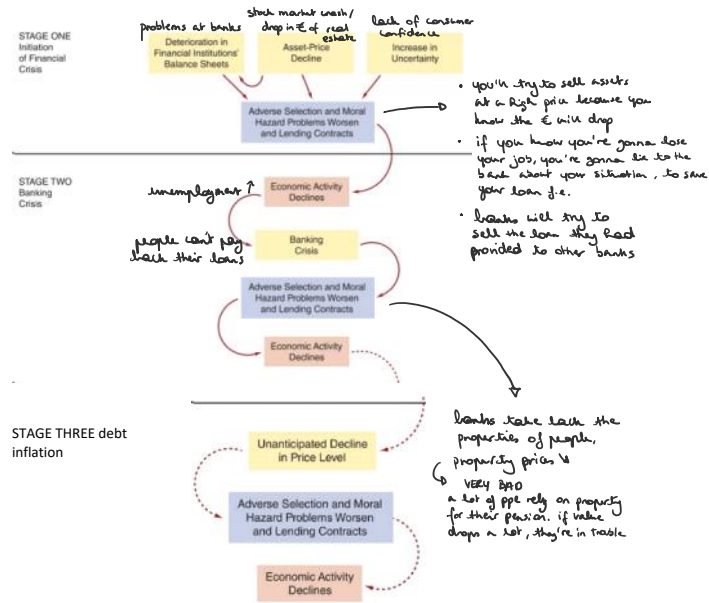 problems at banks
stock market crash/
drop in € of real
estate
lack of consumer
confidence
STAGE ONE
Initiation
of Financial
Crisis
Deterioration in
Financial Institutions'
Balance Sheets
Asset-Price
Decline
Increase in
Uncertainty
Adverse Selection and Moral
Hazard Problems Worsen
and Lending Contracts
• you'll try to sell assets
at a high price because you
know the € will drop
• if you know you're gonna lose
your job, you're gonna lie to the
bank about your situation, to save
your loan f.e.
• banks will try to
sell the loan they had
provided to other banks
STAGE TWO
Banking
Crisis
unemployment ↑
Economic Activity
Declines
people can't pay
back their loans
Banking
Crisis
Adverse Selection and Moral
Hazard Problems Worsen
and Lending Contracts
Economic Activity
Declines
STAGE THREE debt
inflation
Unanticipated Decline
in Price Level
Adverse Selection and Moral
Hazard Problems Worsen
and Lending Contracts
Economic Activity
Declines
banks take back the
properties of people,
property prices ↘
VERY BAD
a lot of ppl rely on property
for their pension. if value
drops a lot, they're in trouble